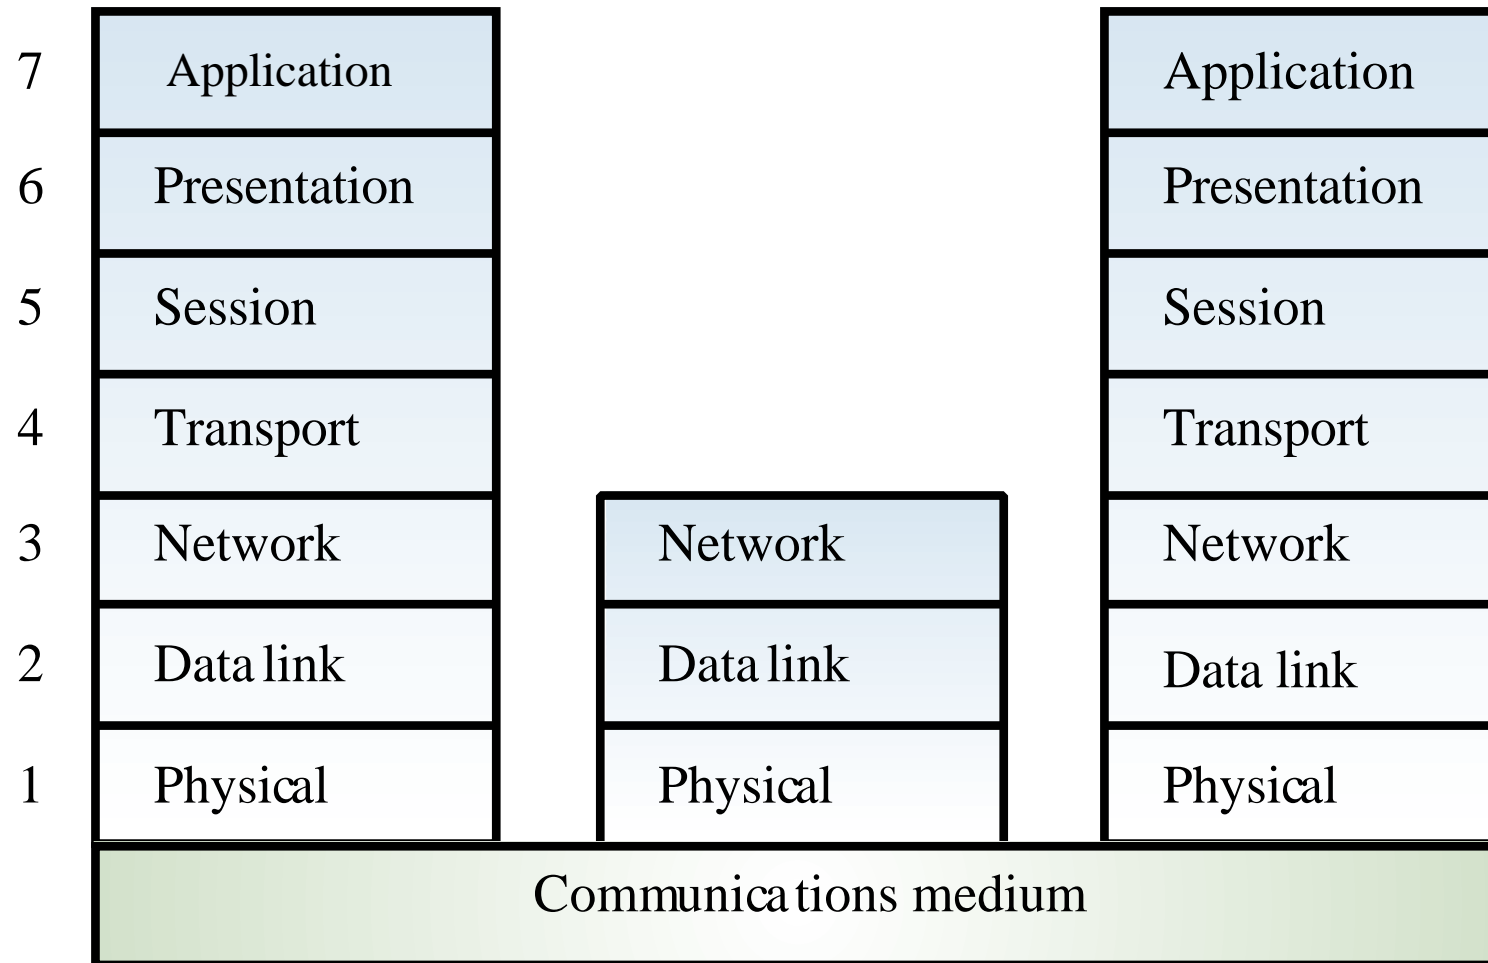 7 Application Application
6 Presentation Presentation
5 Session Session
4 Transport Transport
3 Network Network Network
2 Data link Data link Data link
1 Physical Physical Physical
Communications medium